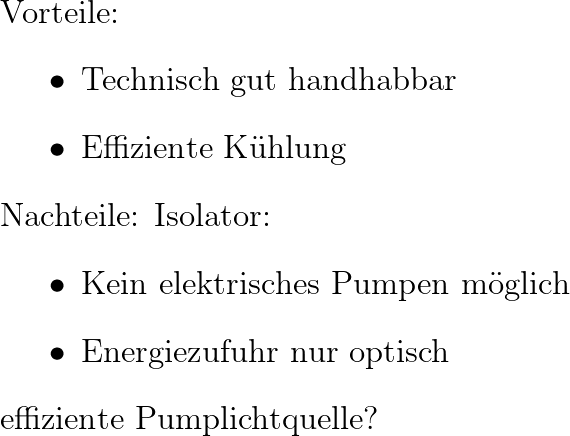 Vorteile:
• Technisch gut handhabbar
• Effiziente Kühlung
Nachteile: Isolator:
• Kein elektrisches Pumpen möglich
• Energiezufuhr nur optisch
effiziente Pumplichtquelle?